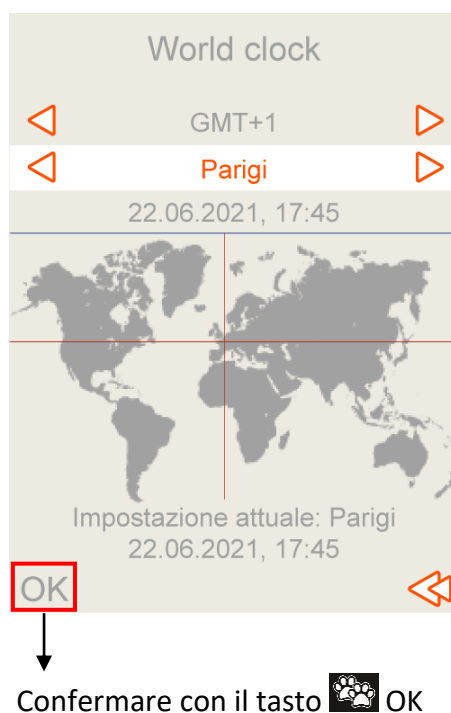 World clock
GMT+1
Parigi
22.06.2021, 17:45
Impostazione attuale: Parigi
22.06.2021, 17:45
OK
Confermare con il tasto OK